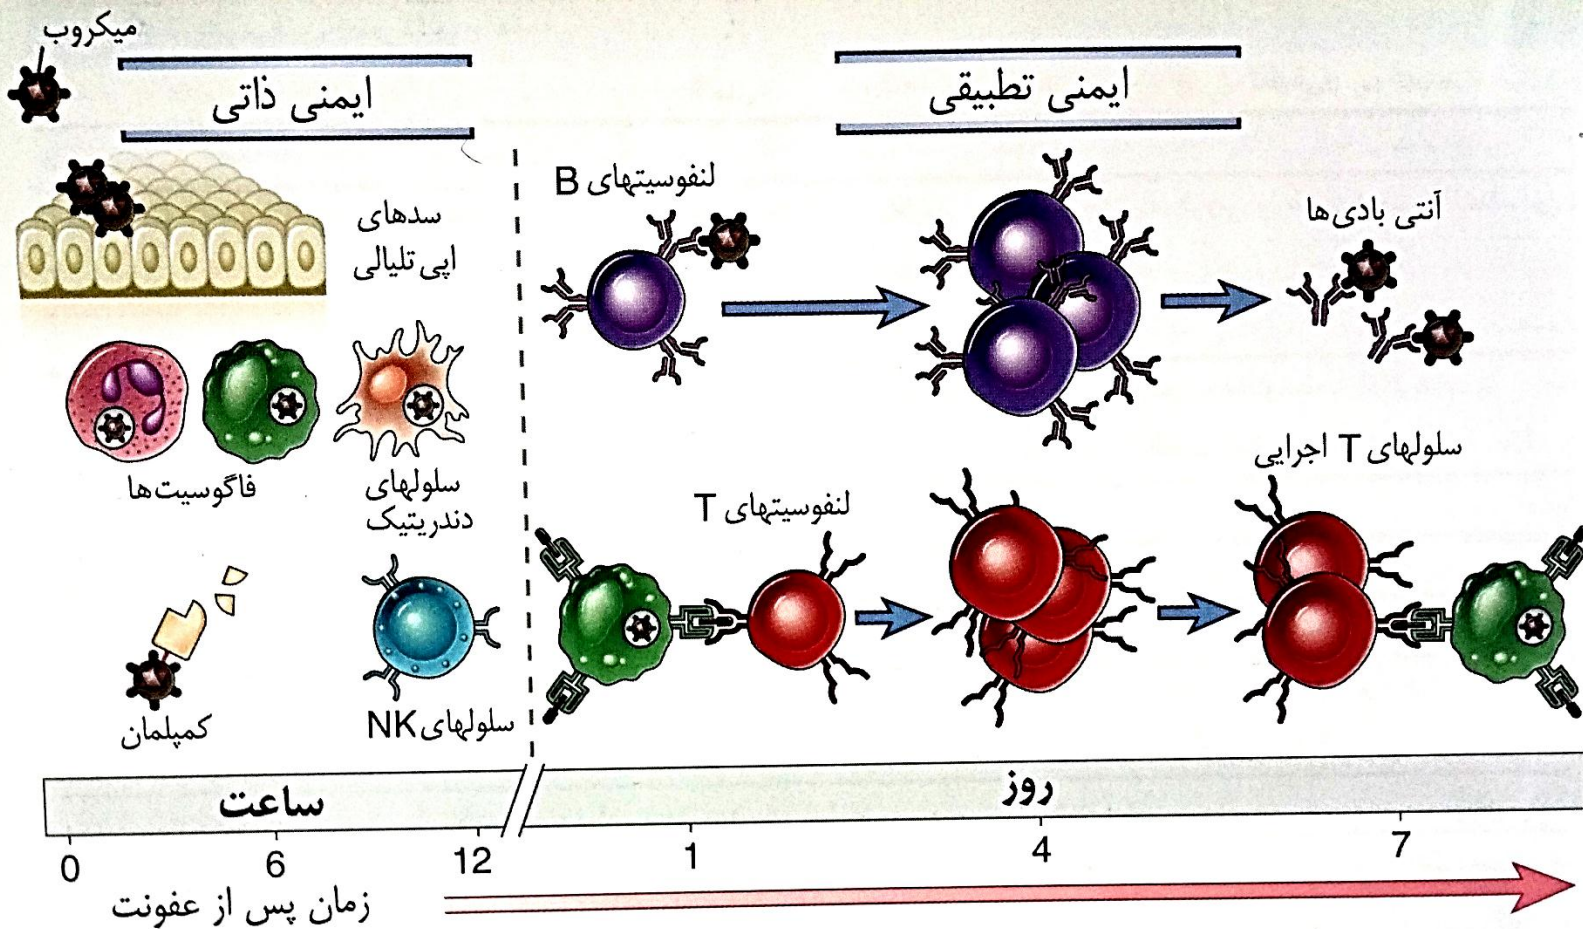 میکروب
ایمنی ذاتی
ایمنی تطبیقی
سدهای
اپی تلیالی
فاگوسیت‌ها
سلولهای
دندریتیک
کمپلمان
سلولهای NK
لنفوسیتهای B
آنتی بادی‌ها
لنفوسیتهای T
سلولهای T اجرایی
ساعت
روز
0 6 12 1 4 7
زمان پس از عفونت